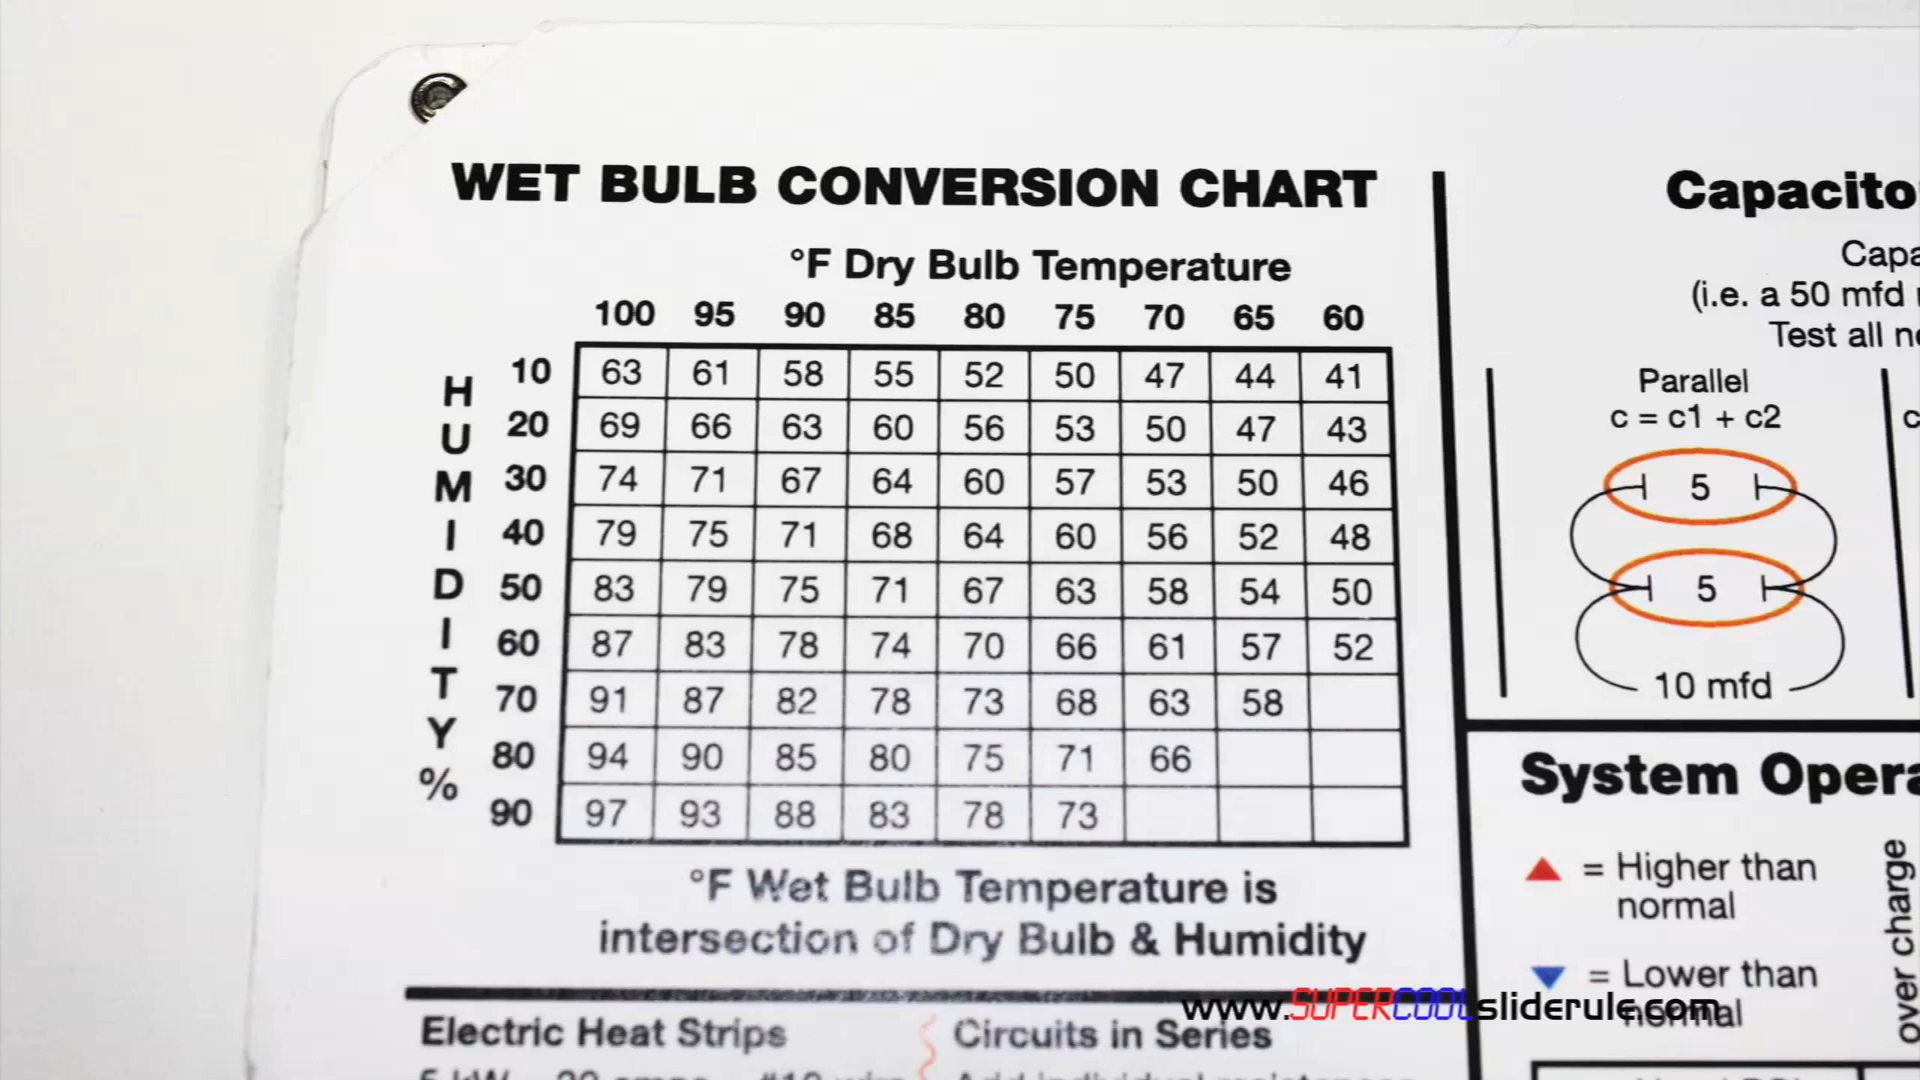 WET BULB CONVERSION CHART
°F Dry Bulb Temperature
100 95 90 85 80 75 70 65 60
HUMIDITY %
10 63 61 58 55 52 50 47 44 41
20 69 66 63 60 56 53 50 47 43
30 74 71 67 64 60 57 53 50 46
40 79 75 71 68 64 60 56 52 48
50 83 79 75 71 67 63 58 54 50
60 87 83 78 74 70 66 61 57 52
70 91 87 82 78 73 68 63 58
80 94 90 85 80 75 71 66
90 97 93 88 83 78 73
°F Wet Bulb Temperature is
intersection of Dry Bulb & Humidity
Electric Heat Strips
Circuits in Series
Capacito
Capa
(i.e. a 50 mfd
Test all
Parallel
c = c1 + c2
c
5
5
10 mfd
System Opera
= Higher than
normal
= Lower than
normal
over charge
www.SUPERCOOLsliderule.com